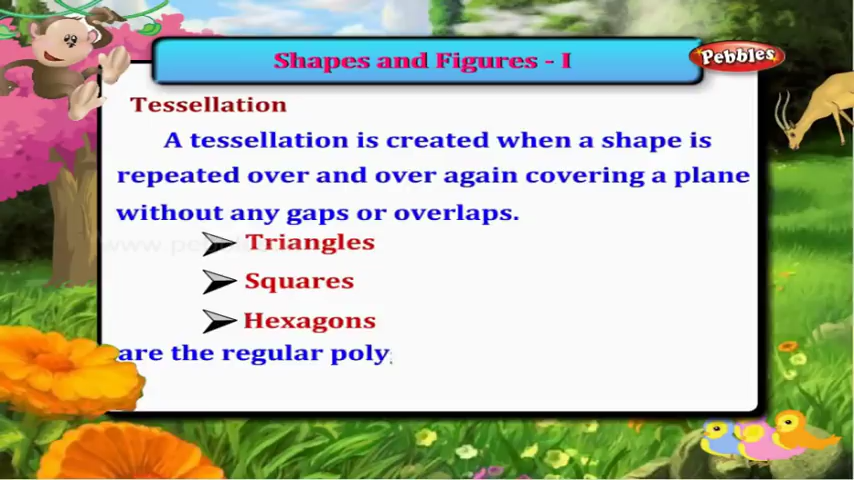 Shapes and Figures - I
Pebbles
Tessellation
A tessellation is created when a shape is
repeated over and over again covering a plane
without any gaps or overlaps.
Triangles
Squares
Hexagons
are the regular poly